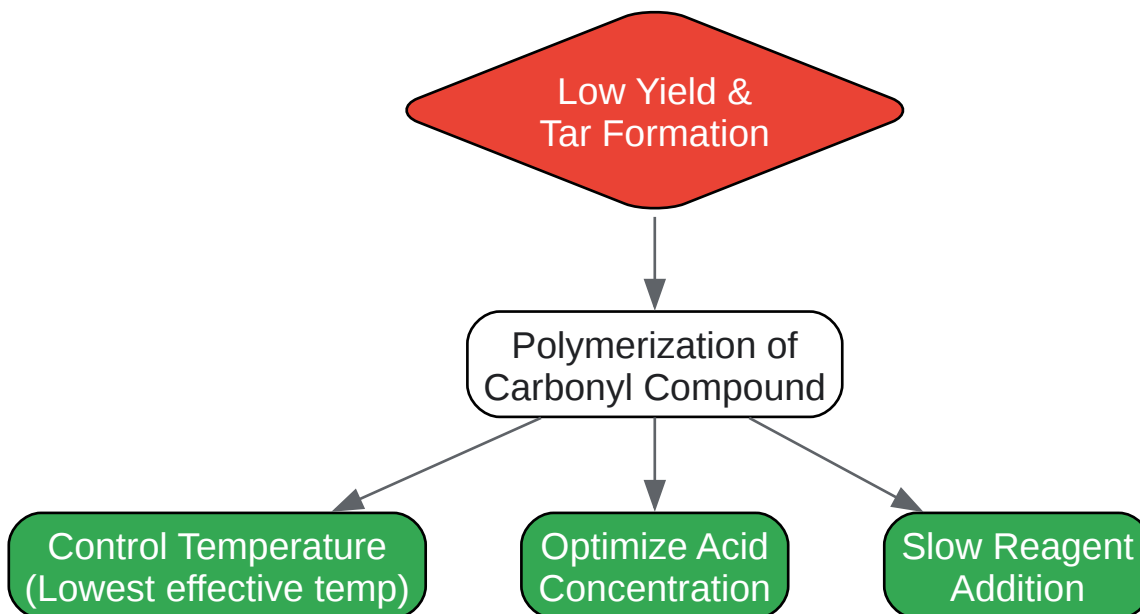 Low Yield &
Tar Formation
Polymerization of
Carbonyl Compound
Control Temperature
(Lowest effective temp)
Optimize Acid
Concentration
Slow Reagent
Addition